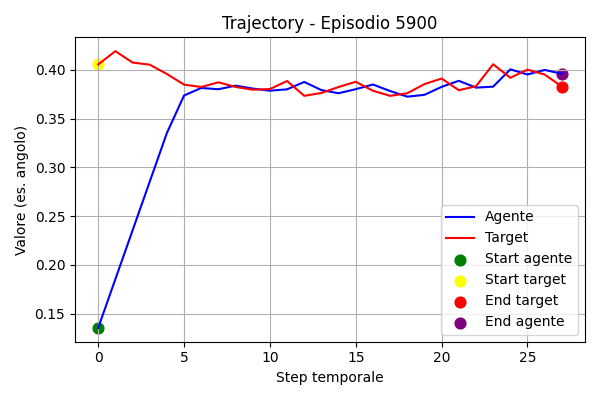 Trajectory - Episodio 5900
Valore (es. angolo)
0.40
0.35
0.30
0.25
0.20
0.15
0
5
10
15
20
25
Step temporale
Agente
Target
Start agente
Start target
End target
End agente